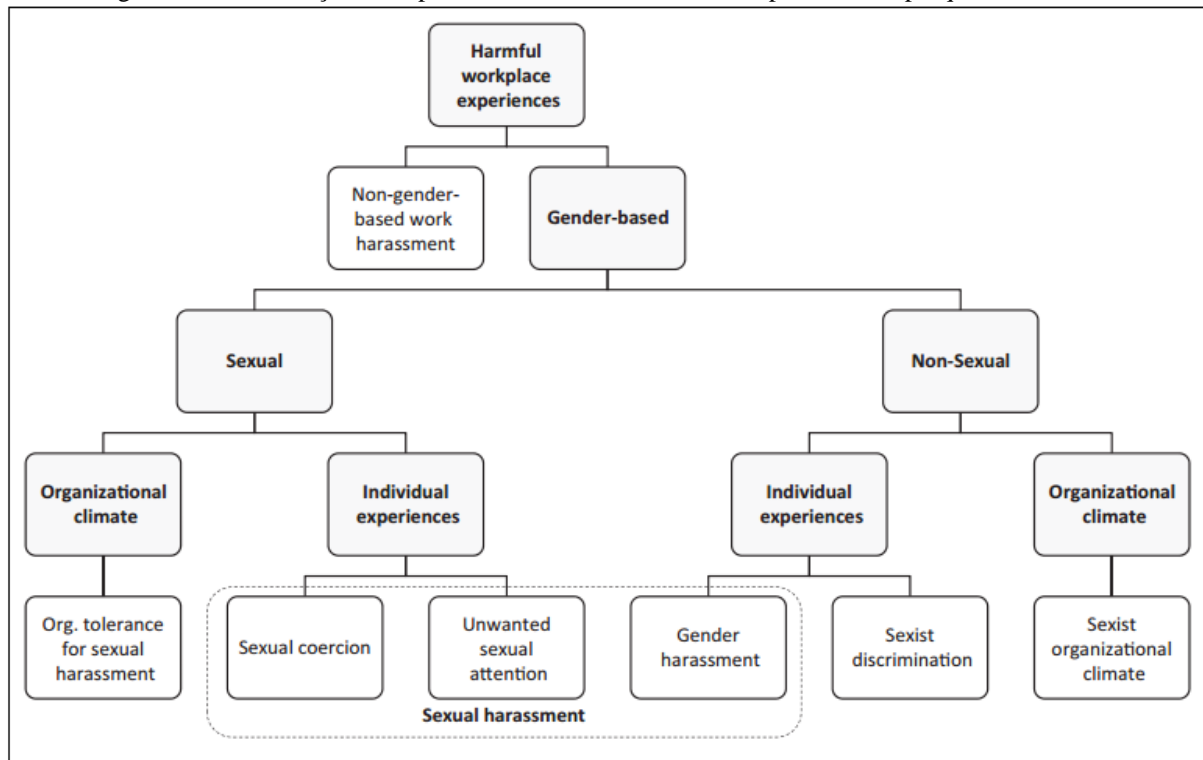 Harmful
workplace
experiences
Non-gender-
based work
harassment
Gender-based
Sexual
Non-Sexual
Organizational
climate
Individual
experiences
Individual
experiences
Organizational
climate
Org. tolerance
for sexual
harassment
Sexual coercion
Unwanted
sexual
attention
Gender
harassment
Sexist
discrimination
Sexist
organizational
climate
Sexual harassment